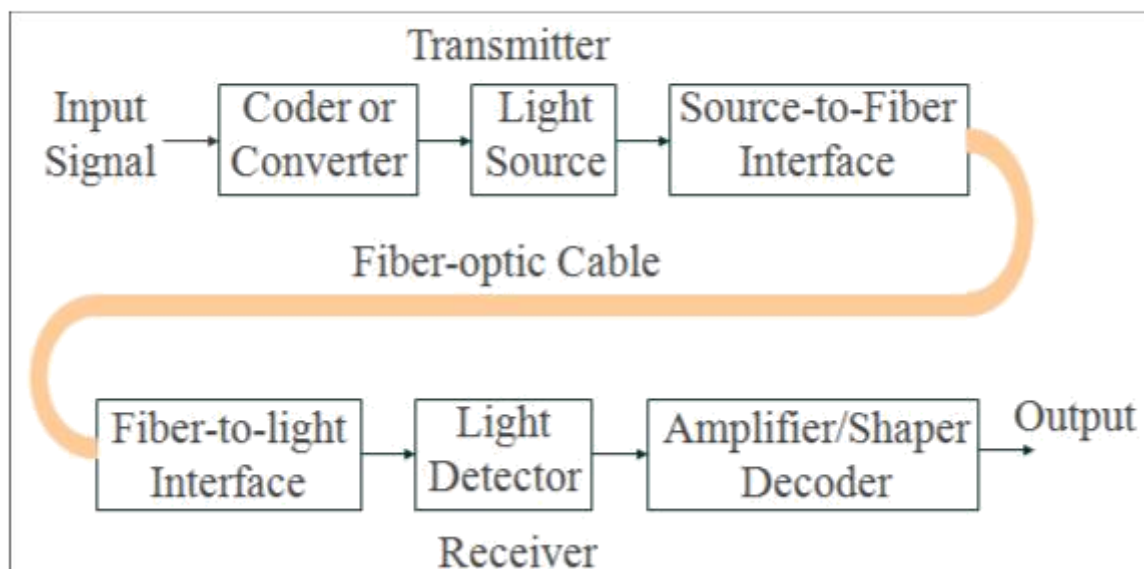 Transmitter
Input
Signal
Coder or
Converter
Light
Source
Source-to-Fiber
Interface
Fiber-optic Cable
Fiber-to-light
Interface
Light
Detector
Amplifier/Shaper
Decoder
Output
Receiver